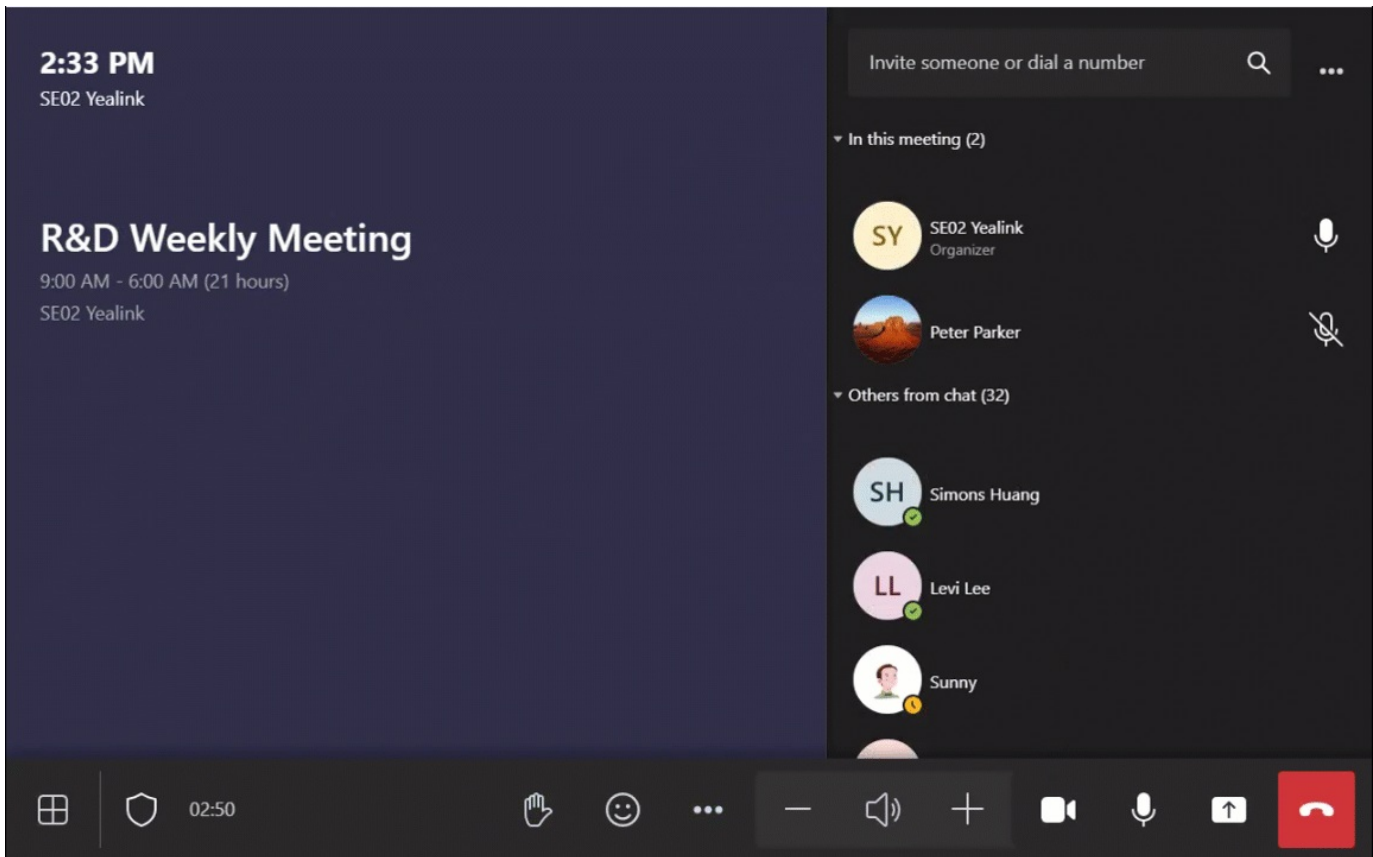 2:33 PM
SE02 Yealink
R&D Weekly Meeting
9:00 AM - 6:00 AM (21 hours)
SE02 Yealink
Invite someone or dial a number
In this meeting (2)
SY
SE02 Yealink
Organizer
Peter Parker
Others from chat (32)
SH
Simons Huang
LL
Levi Lee
Sunny
02:50